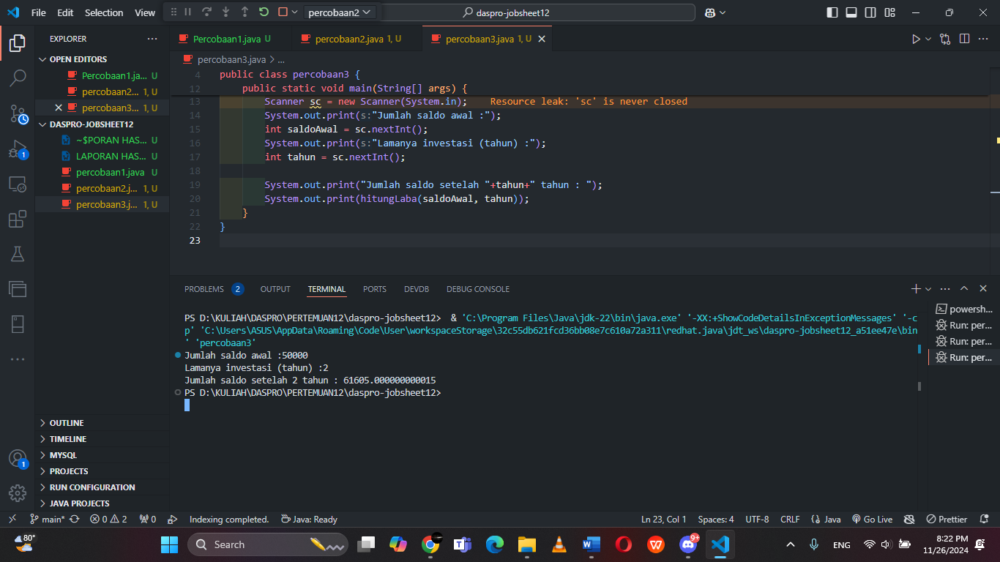 File Edit Selection View
percobaan2
daspro-jobsheet12
EXPLORER
OPEN EDITORS
Percobaan1.ja... U
percobaan2... 1, U
percobaan3... 1, U
DASPRO-JOBSHEET12
~$PORAN HAS... U
LAPORAN HAS... U
percobaan1.java U
percobaan2.j... 1, U
percobaan3.j... 1, U
OUTLINE
TIMELINE
MYSQL
PROJECTS
RUN CONFIGURATION
JAVA PROJECTS
1
1
Percobaan1.java U
percobaan2.java 1, U
percobaan3.java 1, U
percobaan3.java > ...
4 public class percobaan3 {
12 public static void main(String[] args) {
13 Scanner sc = new Scanner(System.in); Resource leak: 'sc' is never closed
14 System.out.print(s:"Jumlah saldo awal :");
15 int saldoAwal = sc.nextInt();
16 System.out.print(s:"Lamanya investasi (tahun) :");
17 int tahun = sc.nextInt();
18
19 System.out.print("Jumlah saldo setelah "+tahun+" tahun : ");
20 System.out.print(hitungLaba(saldoAwal, tahun));
21 }
22 }
23
PROBLEMS 2 OUTPUT TERMINAL PORTS DEVDB DEBUG CONSOLE
PS D:\KULIAH\DASPRO\PERTEMUAN12\daspro-jobsheet12> & 'C:\Program Files\Java\jdk-22\bin\java.exe' '-XX:+ShowCodeDetailsInExceptionMessages' '-c
p' 'C:\Users\ASUS\AppData\Roaming\Code\User\workspaceStorage\32c55db621fcd36bb08e7c610a72a311\redhat.java\jdt_ws\daspro-jobsheet12_a51ee47e\bin
' 'percobaan3'
Jumlah saldo awal :50000
Lamanya investasi (tahun) :2
Jumlah saldo setelah 2 tahun : 61605.000000000015
PS D:\KULIAH\DASPRO\PERTEMUAN12\daspro-jobsheet12>
powersh...
Run: per...
Run: per...
Run: per...
main* 0 2 0 Indexing completed. Java: Ready
Ln 23, Col 1 Spaces: 4 UTF-8 CRLF Java Go Live Prettier
80°
Search
9+
ENG
8:22 PM
11/26/2024